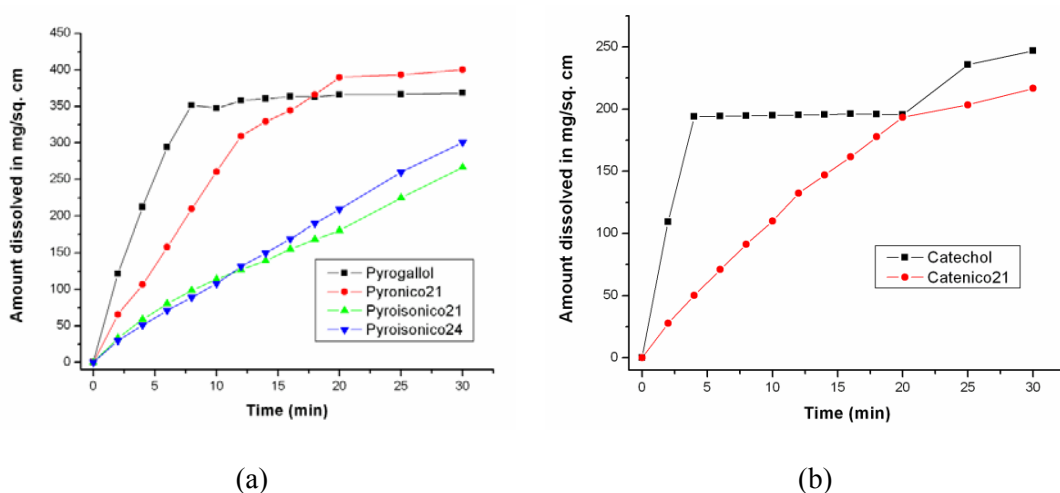 a)
400
350
300
250
200
150
100
50
0
Amount dissolved in mg/sq. cm
0 5 10 15 20 25 30
Time (min)
Pyrogallol
Pyronico21
Pyroisonico21
Pyroisonico24
(a)
b)
250
200
150
100
50
0
Amount dissolved in mg/sq. cm
0 5 10 15 20 25 30
Time (min)
Catechol
Catenico21
(b)